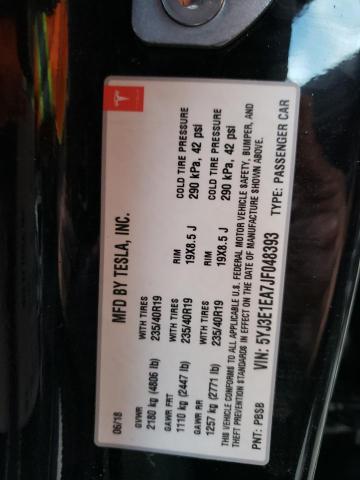 MFD BY TESLA, INC.
06/18
GVWR
2180 kg (4806 lb)
GAWR FRT WITH TIRES RIM COLD TIRE PRESSURE
1110 kg (2447 lb) 235/40R19 19X8.5 J 290 kPa, 42 psi
GAWR RR WITH TIRES RIM COLD TIRE PRESSURE
1257 kg (2771 lb) 235/40R19 19X8.5 J 290 kPa, 42 psi
THIS VEHICLE CONFORMS TO ALL APPLICABLE U.S. FEDERAL MOTOR VEHICLE SAFETY, BUMPER, AND
THEFT PREVENTION STANDARDS IN EFFECT ON THE DATE OF MANUFACTURE SHOWN ABOVE.
VIN: 5YJ3E1EA7JF048393 TYPE: PASSENGER CAR
PNT: PBSB